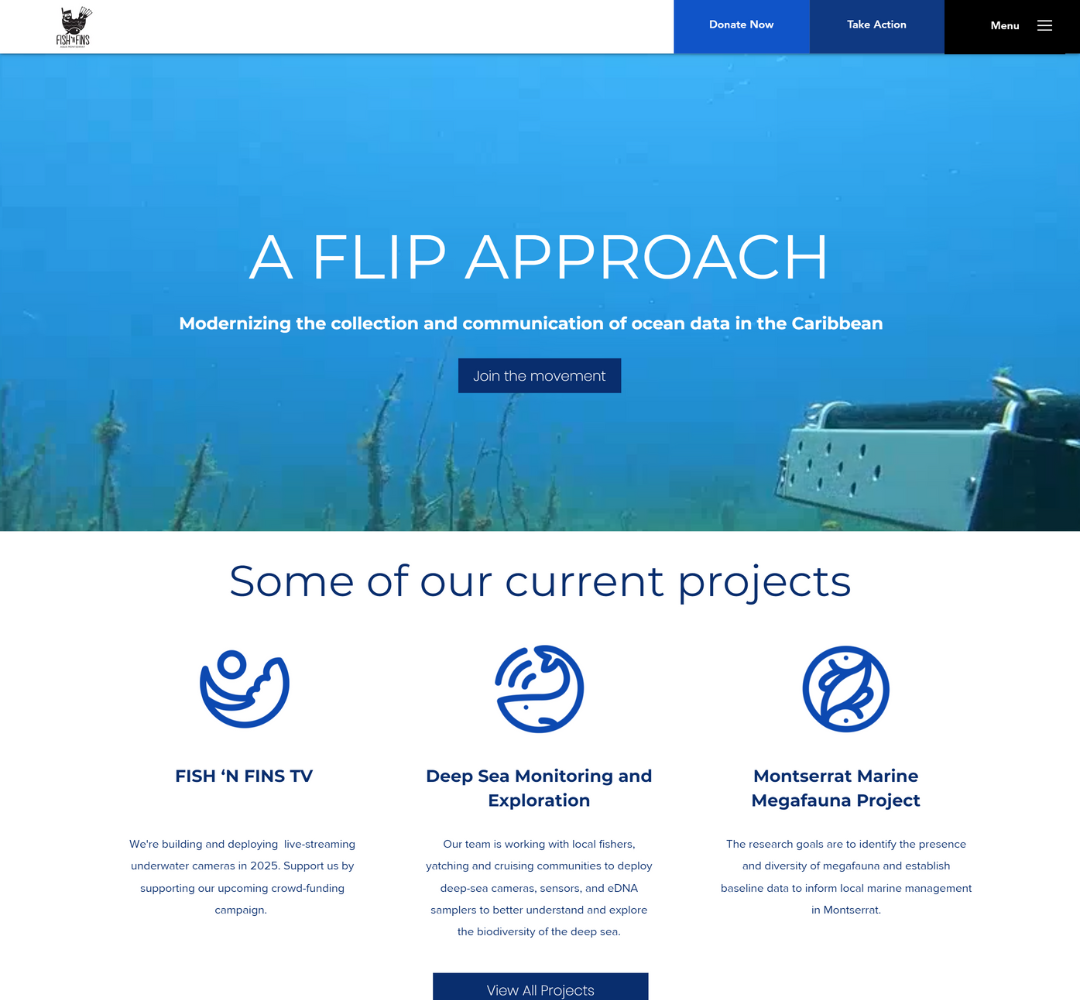 FISH 'N FINS
Donate Now
Take Action
Menu
A FLIP APPROACH
Modernizing the collection and communication of ocean data in the Caribbean
Join the movement
Some of our current projects
FISH ‘N FINS TV
We're building and deploying  live-streaming
underwater cameras in 2025. Support us by
supporting our upcoming crowd-funding
campaign.
Deep Sea Monitoring and
Exploration
Our team is working with local fishers,
yatching and cruising communities to deploy
deep-sea cameras, sensors, and eDNA
samplers to better understand and explore
the biodiversity of the deep sea.
Montserrat Marine
Megafauna Project
The research goals are to identify the presence
and diversity of megafauna and establish
baseline data to inform local marine management
in Montserrat.
View All Projects